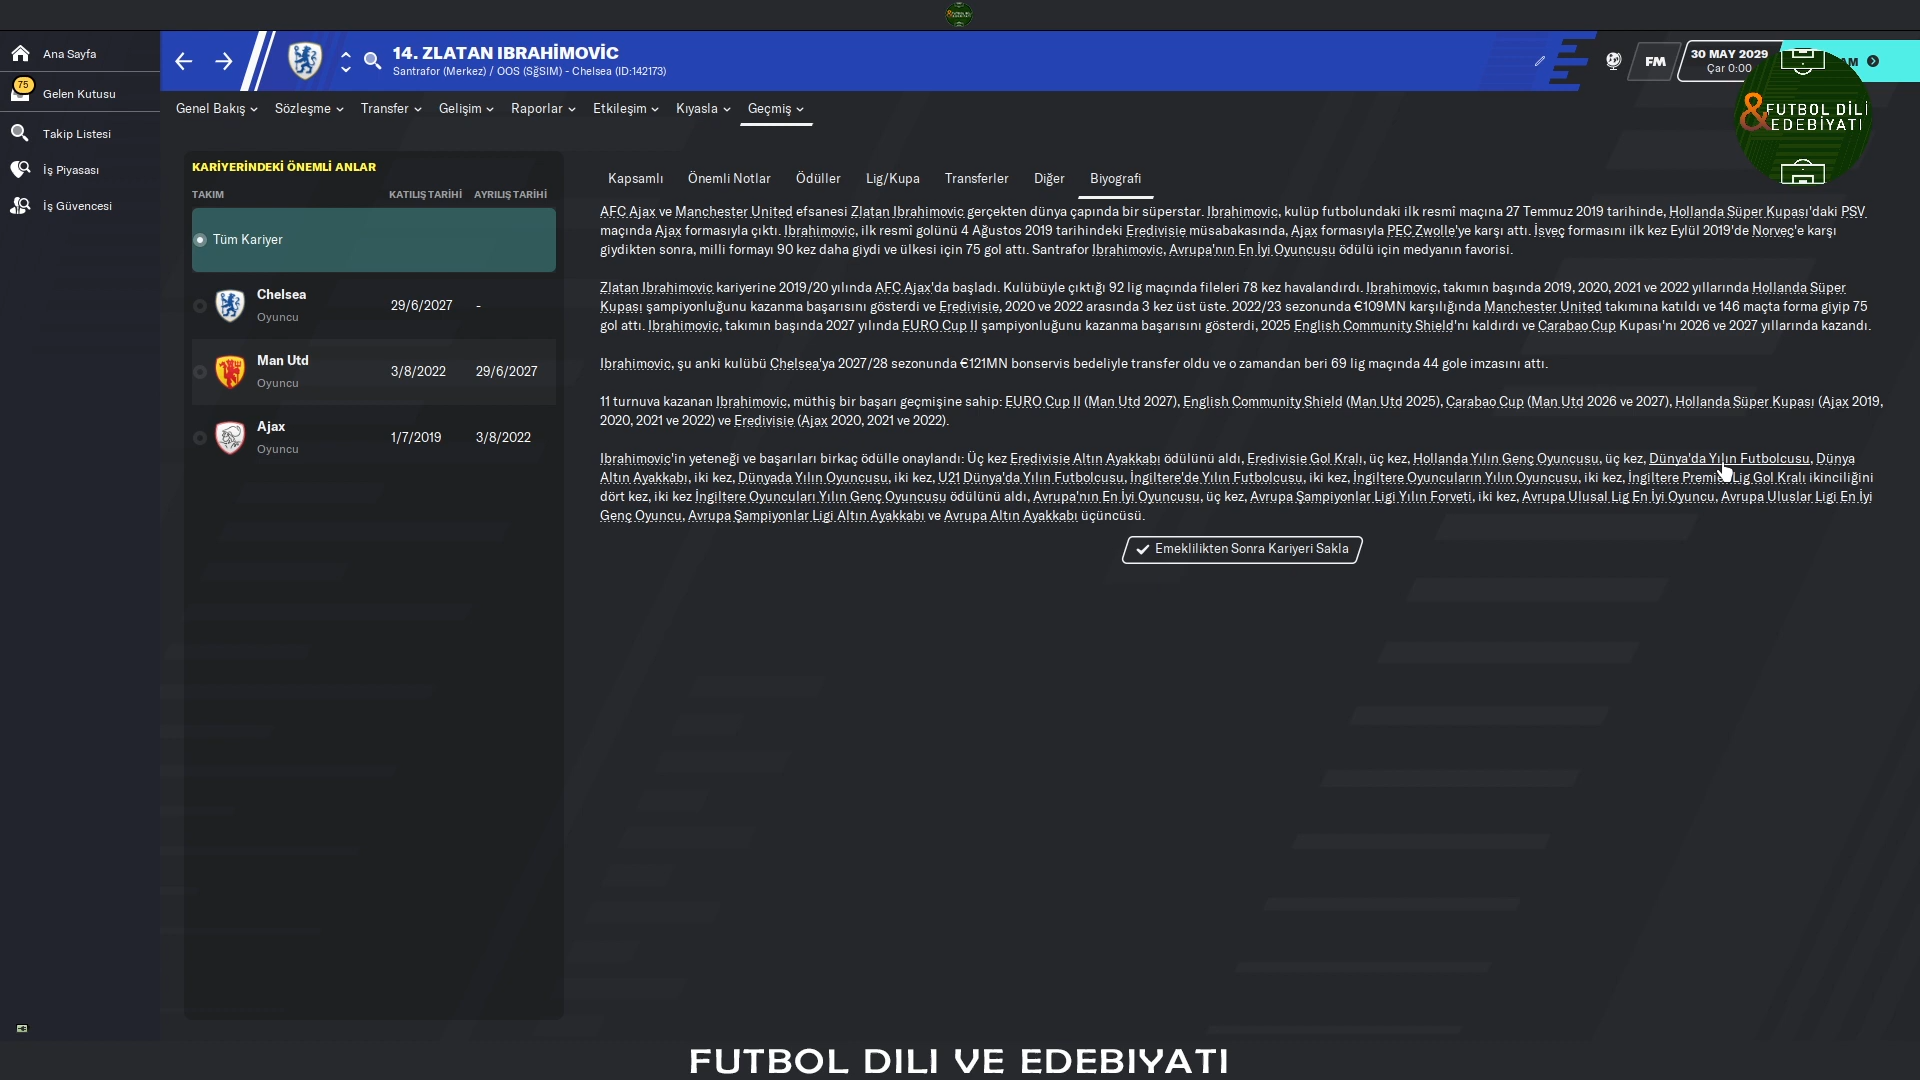 Ana Sayfa
75
Gelen Kutusu
Takip Listesi
İş Piyasası
İş Güvencesi
14. ZLATAN IBRAHİMOVİC
Santrafor (Merkez) / OOS (SğSIM) - Chelsea (ID:142173)
FM
30 MAY 2029
Çar 0:00
&FUTBOL DİLİ
EDEBİYATI
Genel Bakış
Sözleşme
Transfer
Gelişim
Raporlar
Etkileşim
Kıyasla
Geçmiş
KARİYERİNDEKİ ÖNEMLİ ANLAR
TAKIM KATILIŞ TARİHİ AYRILIŞ TARİHİ
Tüm Kariyer
Chelsea
Oyuncu
29/6/2027 -
Man Utd
Oyuncu
3/8/2022 29/6/2027
Ajax
Oyuncu
1/7/2019 3/8/2022
Kapsamlı Önemli Notlar Ödüller Lig/Kupa Transferler Diğer Biyografi
AFC Ajax ve Manchester United efsanesi Zlatan Ibrahimovic gerçekten dünya çapında bir süperstar. Ibrahimovic, kulüp futbolundaki ilk resmî maçına 27 Temmuz 2019 tarihinde, Hollanda Süper Kupası'daki PSV
maçında Ajax formasıyla çıktı. Ibrahimovic, ilk resmî golünü 4 Ağustos 2019 tarihindeki Eredivisie müsabakasında, Ajax formasıyla PEC Zwolle'ye karşı attı. İsveç formasını ilk kez Eylül 2019'de Norveç'e karşı
giydikten sonra, milli formayı 90 kez daha giydi ve ülkesi için 75 gol attı. Santrafor Ibrahimovic, Avrupa'nın En İyi Oyuncusu ödülü için medyanın favorisi.
Zlatan Ibrahimovic kariyerine 2019/20 yılında AFC Ajax'da başladı. Kulübüyle çıktığı 92 lig maçında fileleri 78 kez havalandırdı. Ibrahimovic, takımın başında 2019, 2020, 2021 ve 2022 yıllarında Hollanda Süper
Kupası şampiyonluğunu kazanma başarısını gösterdi ve Eredivisie, 2020 ve 2022 arasında 3 kez üst üste. 2022/23 sezonunda €109MN karşılığında Manchester United takımına katıldı ve 146 maçta forma giyip 75
gol attı. Ibrahimovic, takımın başında 2027 yılında EURO Cup II şampiyonluğunu kazanma başarısını gösterdi, 2025 English Community Shield'nı kaldırdı ve Carabao Cup Kupası'nı 2026 ve 2027 yıllarında kazandı.
Ibrahimovic, şu anki kulübü Chelsea'ya 2027/28 sezonunda €121MN bonservis bedeliyle transfer oldu ve o zamandan beri 69 lig maçında 44 gole imzasını attı.
11 turnuva kazanan Ibrahimovic, müthiş bir başarı geçmişine sahip: EURO Cup II (Man Utd 2027), English Community Shield (Man Utd 2025), Carabao Cup (Man Utd 2026 ve 2027), Hollanda Süper Kupası (Ajax 2019,
2020, 2021 ve 2022) ve Eredivisie (Ajax 2020, 2021 ve 2022).
Ibrahimovic'in yeteneği ve başarıları birkaç ödülle onaylandı: Üç kez Eredivisie Altın Ayakkabı ödülünü aldı, Eredivisie Gol Kralı, üç kez, Hollanda Yılın Genç Oyuncusu, üç kez, Dünya'da Yılın Futbolcusu, Dünya
Altın Ayakkabı, iki kez, Dünyada Yılın Oyuncusu, iki kez, U21 Dünya'da Yılın Futbolcusu, İngiltere'de Yılın Futbolcusu, iki kez, İngiltere Oyuncuların Yılın Oyuncusu, iki kez, İngiltere Premier Lig Gol Kralı ikinciliğini
dört kez, iki kez İngiltere Oyuncuları Yılın Genç Oyuncusu ödülünü aldı, Avrupa'nın En İyi Oyuncusu, üç kez, Avrupa Şampiyonlar Ligi Yılın Forveti, iki kez, Avrupa Ulusal Lig En İyi Oyuncu, Avrupa Uluslar Ligi En İyi
Genç Oyuncu, Avrupa Şampiyonlar Ligi Altın Ayakkabı ve Avrupa Altın Ayakkabı üçüncüsü.
Emeklilikten Sonra Kariyeri Sakla
FUTBOL DILI VE EDEBIYATI